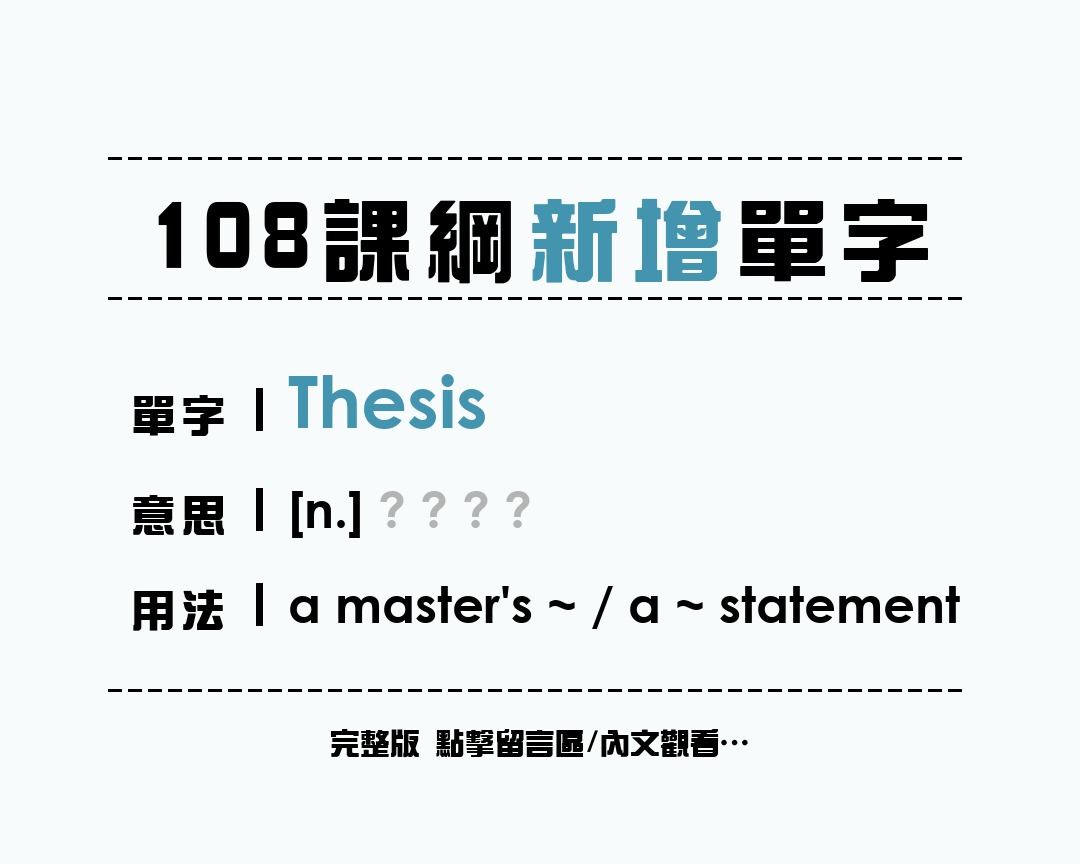 108課綱新增單字
單字 | Thesis
意思 | [n.] ????
用法 | a master's ~ / a ~ statement
完整版 點擊留言區/內文觀看…